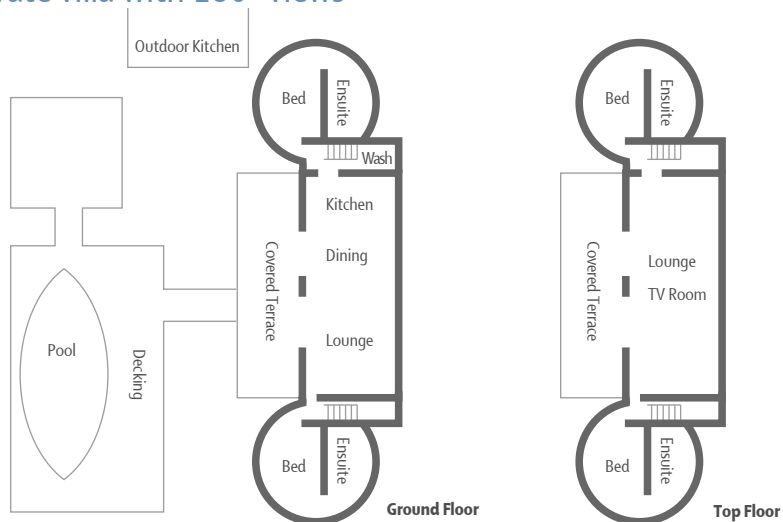 Outdoor Kitchen
Bed
Ensuite
Wash
Kitchen
Dining
Lounge
Covered Terrace
Pool
Decking
Bed
Ensuite
Ground Floor
Bed
Ensuite
Covered Terrace
Lounge
TV Room
Bed
Ensuite
Top Floor